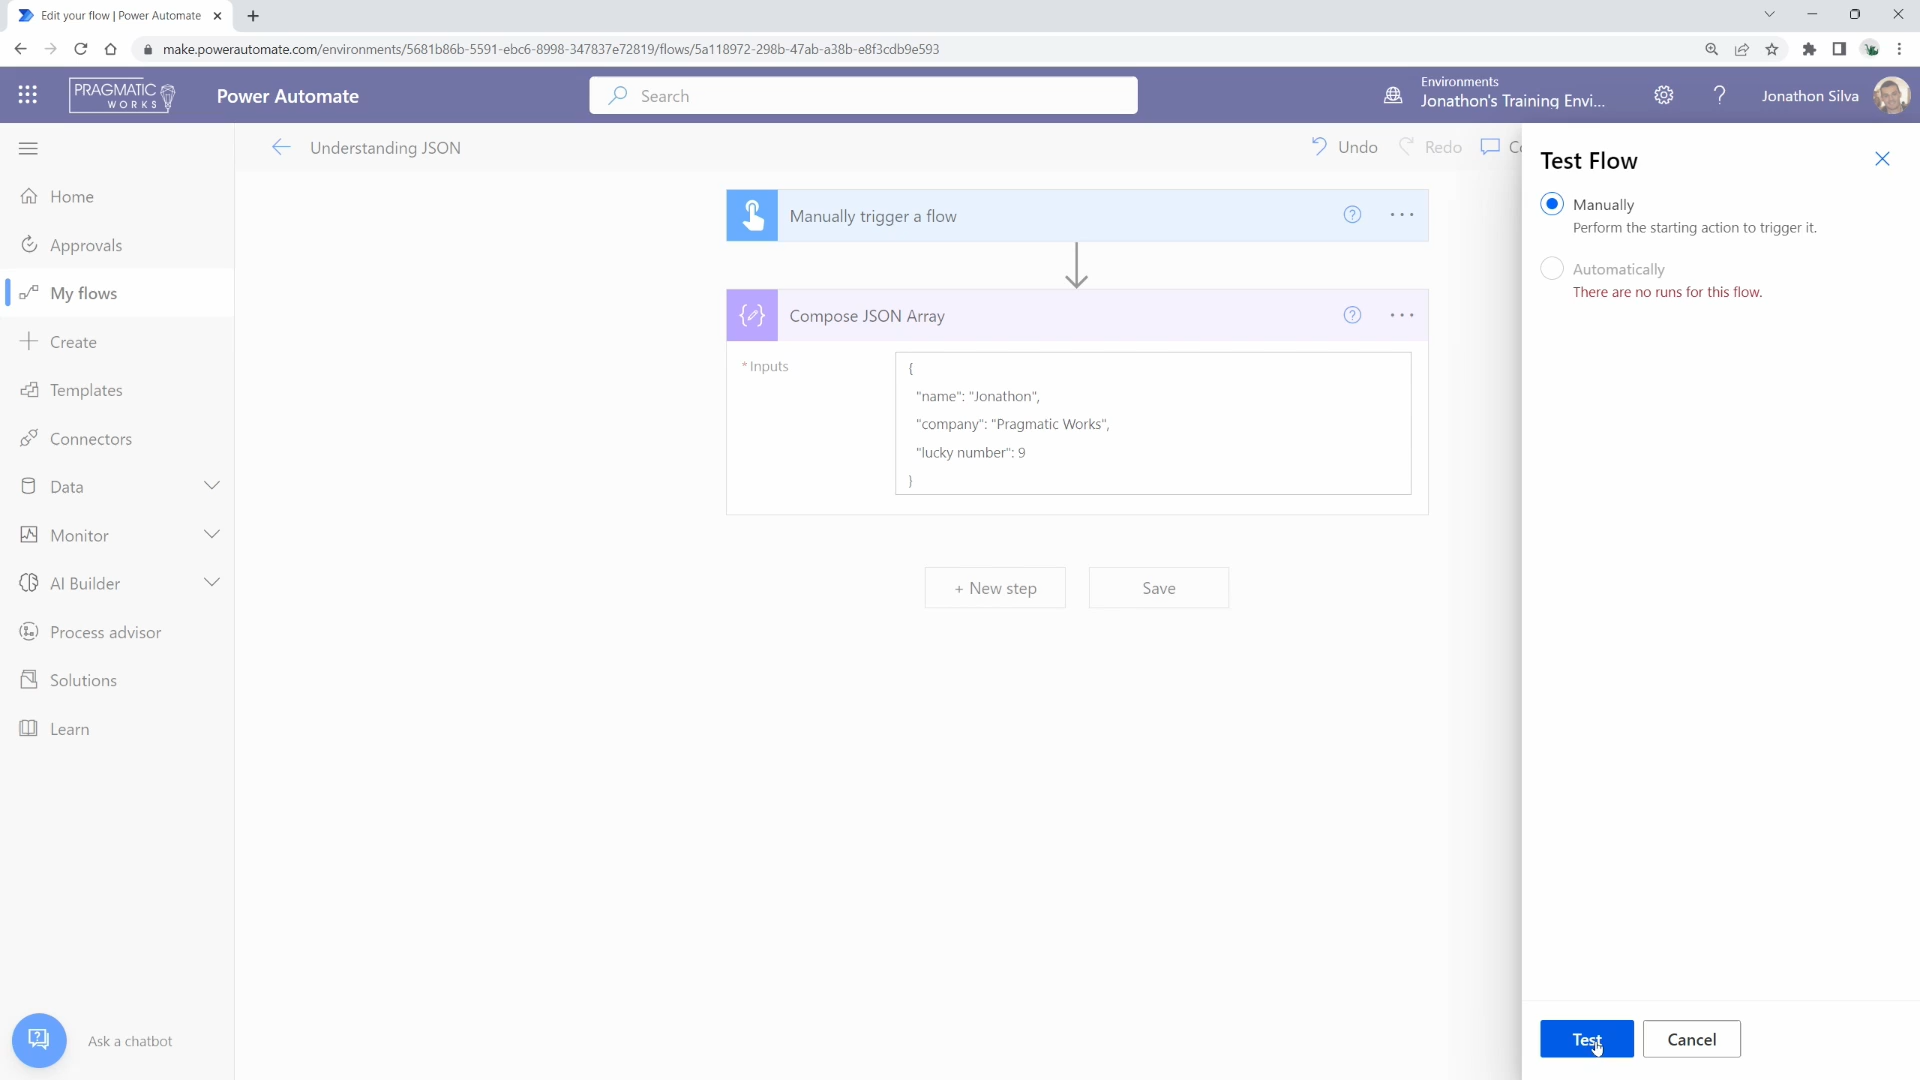 Edit your flow | Power Automate
make.powerautomate.com/environments/5681b86b-5591-ebc6-8998-347837e72819/flows/5a118972-298b-47ab-a38b-e8f3cdb9e593
PRAGMATIC
WORKS
Power Automate
Search
Environments
Jonathon's Training Envi...
Jonathon Silva
Understanding JSON
Undo
Redo
Co
Home
Approvals
My flows
Create
Templates
Connectors
Data
Monitor
AI Builder
Process advisor
Solutions
Learn
Ask a chatbot
Manually trigger a flow
Compose JSON Array
* Inputs
{
"name": "Jonathon",
"company": "Pragmatic Works",
"lucky number": 9
}
+ New step
Save
Test Flow
Manually
Perform the starting action to trigger it.
Automatically
There are no runs for this flow.
Test
Cancel